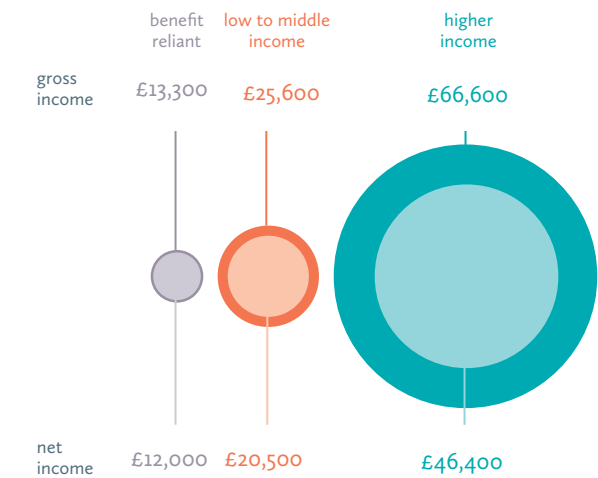 benefit
reliant
low to middle
income
higher
income
gross
income
£13,300
£25,600
£66,600
net
income
£12,000
£20,500
£46,400